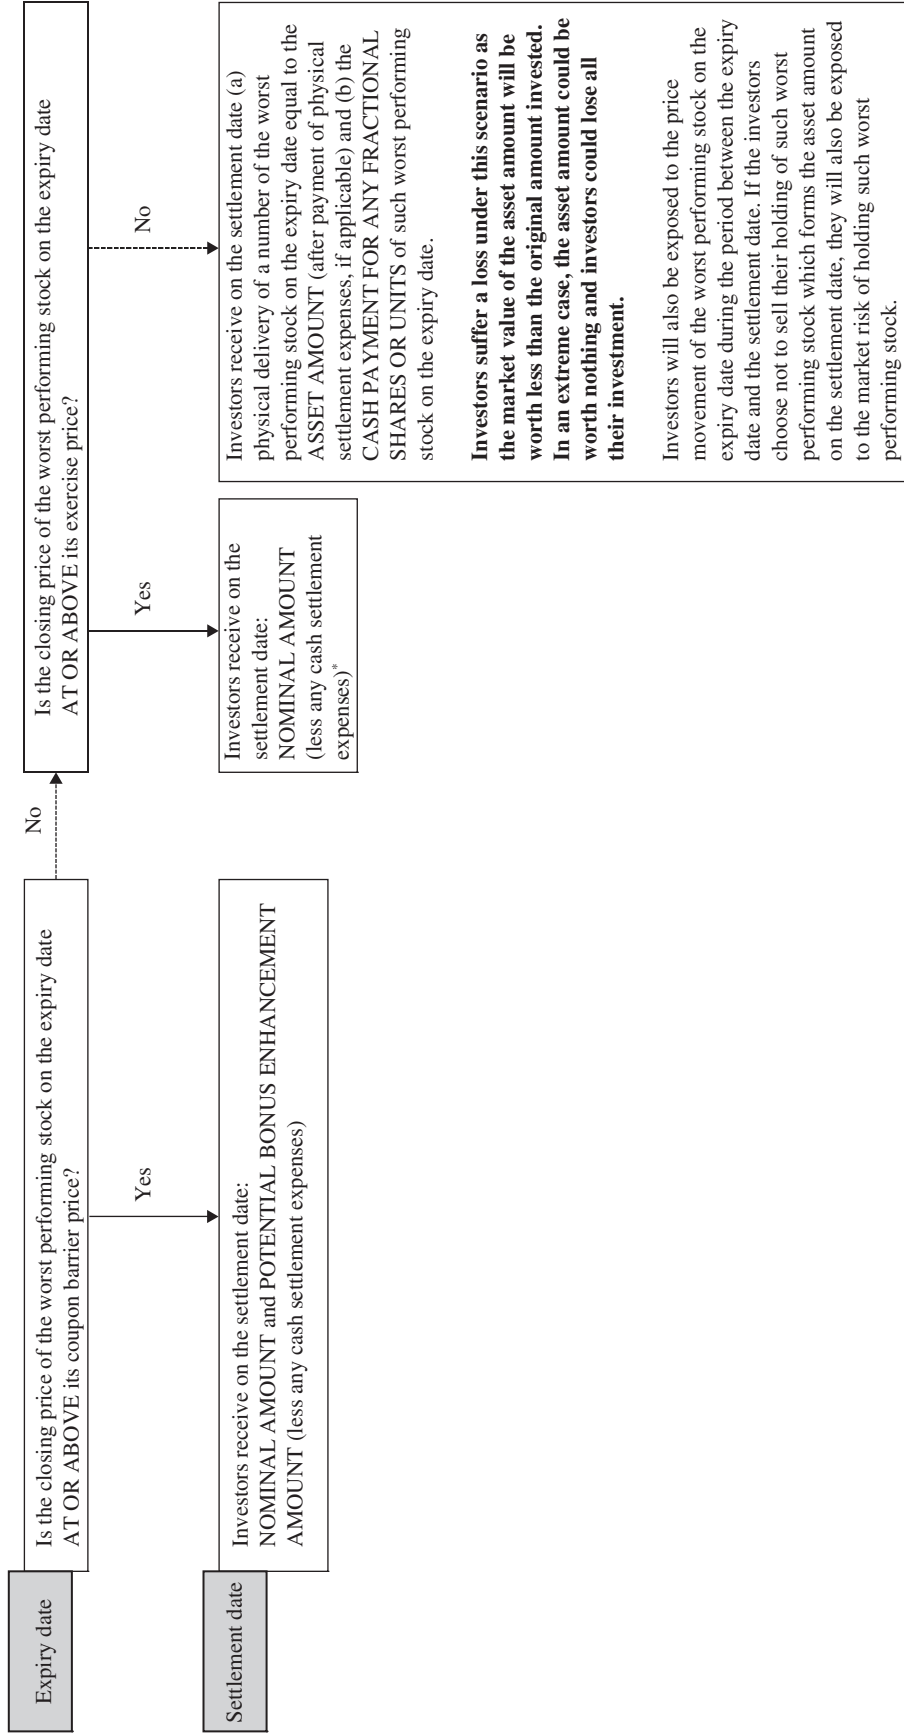 Expiry date
Is the closing price of the worst performing stock on the expiry date
AT OR ABOVE its coupon barrier price?
No
Is the closing price of the worst performing stock on the expiry date
AT OR ABOVE its exercise price?
Yes
Yes
No
Settlement date
Investors receive on the settlement date:
NOMINAL AMOUNT and POTENTIAL BONUS ENHANCEMENT
AMOUNT (less any cash settlement expenses)
Investors receive on the
settlement date:
NOMINAL AMOUNT
(less any cash settlement
expenses)*
Investors receive on the settlement date (a)
physical delivery of a number of the worst
performing stock on the expiry date equal to the
ASSET AMOUNT (after payment of physical
settlement expenses, if applicable) and (b) the
CASH PAYMENT FOR ANY FRACTIONAL
SHARES OR UNITS of such worst performing
stock on the expiry date.
Investors suffer a loss under this scenario as
the market value of the asset amount will be
worth less than the original amount invested.
In an extreme case, the asset amount could be
worth nothing and investors could lose all
their investment.
Investors will also be exposed to the price
movement of the worst performing stock on the
expiry date during the period between the expiry
date and the settlement date. If the investors
choose not to sell their holding of such worst
performing stock which forms the asset amount
on the settlement date, they will also be exposed
to the market risk of holding such worst
performing stock.